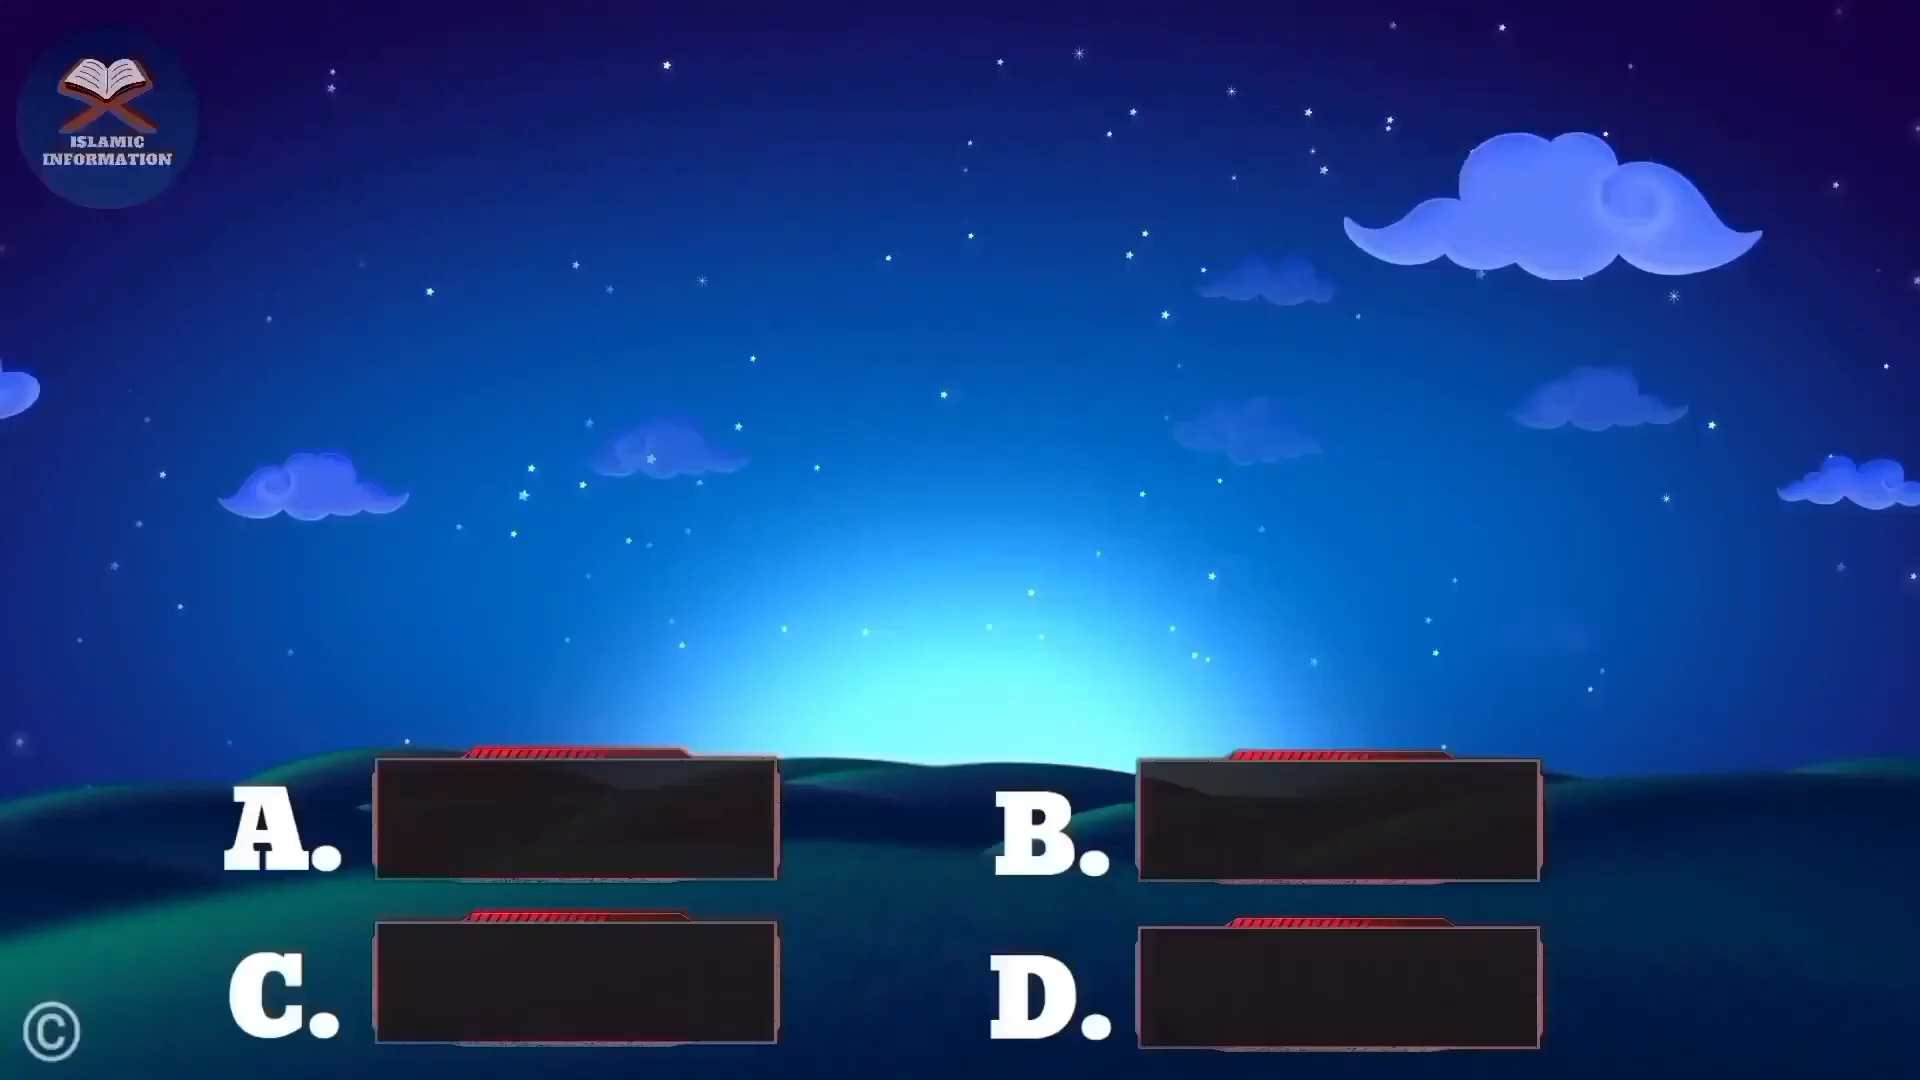 ISLAMIC
INFORMATION
A.
B.
C.
D.
©